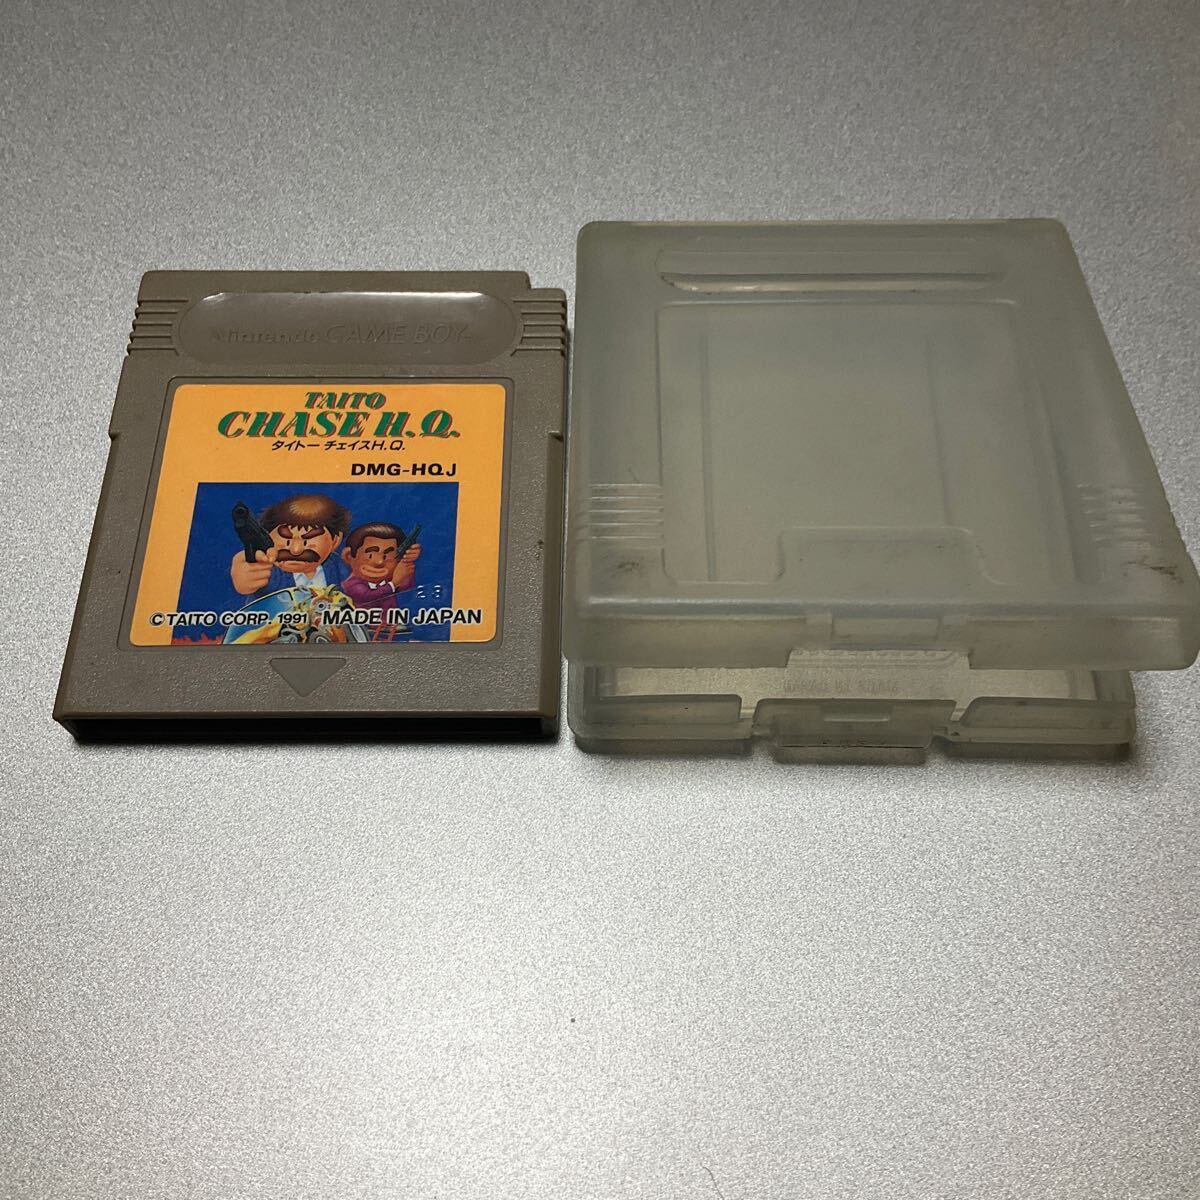 Nintendo GAME BOY
TAITO
CHASE H.Q.
タイトー チェイスH.Q.
DMG-HQJ
28
© TAITO CORP. 1991 MADE IN JAPAN